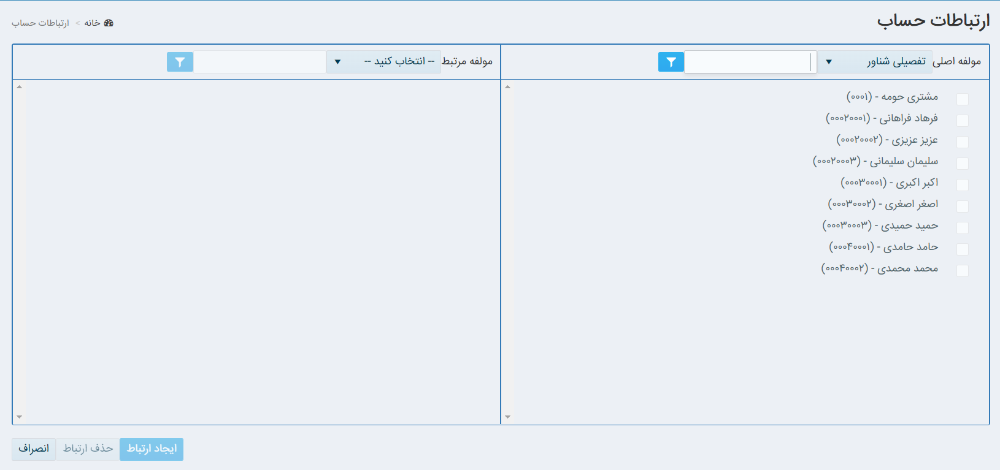 ارتباطات حساب
خانه > ارتباطات حساب
مولفه اصلی تفصیلی شناور
مولفه مرتبط -- انتخاب کنید --
مشتری حومه - (۰۰۰۱)
فرهاد فراهانی - (۰۰۰۲۰۰۰۱)
عزیز عزیزی - (۰۰۰۲۰۰۰۲)
سلیمان سلیمانی - (۰۰۰۲۰۰۰۳)
اکبر اکبری - (۰۰۰۳۰۰۰۱)
اصغر اصغری - (۰۰۰۳۰۰۰۲)
حمید حمیدی - (۰۰۰۳۰۰۰۳)
حامد حامدی - (۰۰۰۴۰۰۰۱)
محمد محمدی - (۰۰۰۴۰۰۰۲)
ایجاد ارتباط حذف ارتباط انصراف